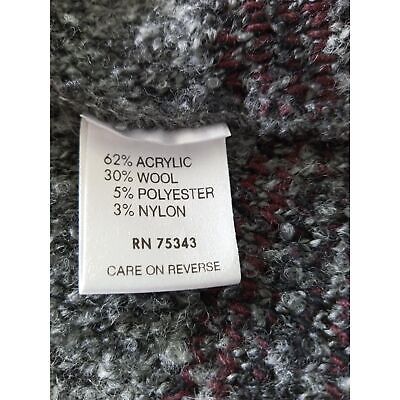 62% ACRYLIC
30% WOOL
5% POLYESTER
3% NYLON
RN 75343
CARE ON REVERSE